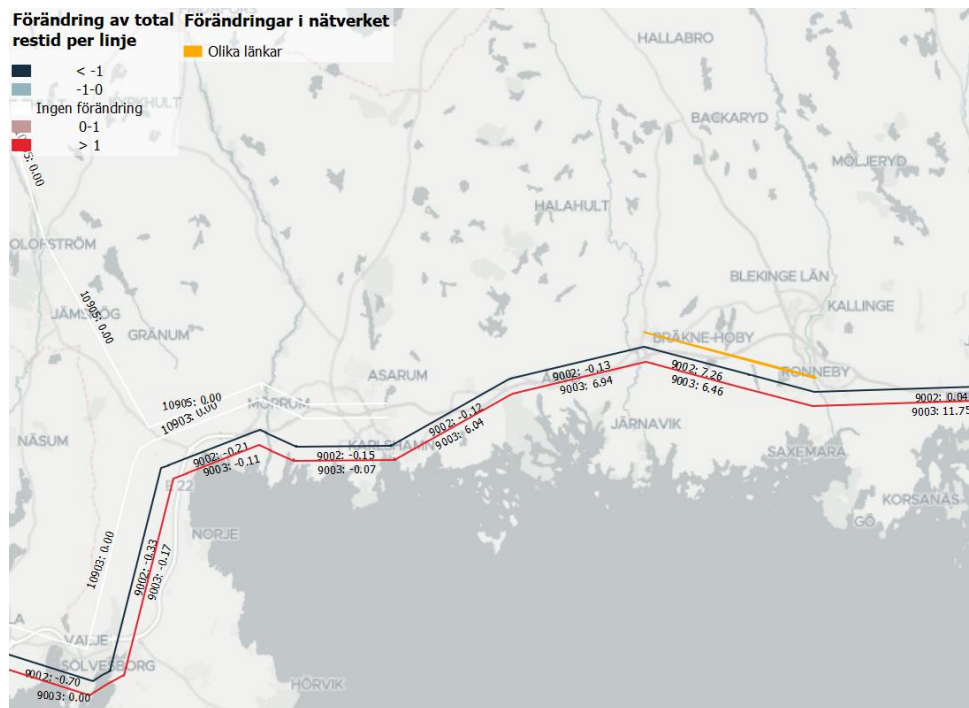 Förändring av total
restid per linje
< -1
-1-0
Ingen förändring
0-1
> 1
Förändringar i nätverket
Olika länkar
HALLABRO
BACKARYD
MÖLJERYD
HALAHULT
OLOFSTRÖM
BLEKINGE LÄN
KALLINGE
JÄMSHÖG
10905: 0.00
GRÄNUM
BRÄKNE-HOBY
RONNEBY
ASARUM
9002: -0.13
9003: 6.94
9002: 7.26
9003: 6.46
10905: 0.00
10903: 0.00
MÖRRUM
9003: 11.75
9002: -0.12
9003: 6.04
JÄRNAVIK
NÄSUM
KARLSHAMN
9002: -0.21
9003: -0.11
9002: -0.15
9003: -0.07
SAXEMARA
E 22
KORSANÄS
GÖ
NORJE
10903: 0.00
9002: -0.33
9003: -0.17
VALJE
SÖLVESBORG
9002: -0.70
9003: 0.00
HÖRVIK